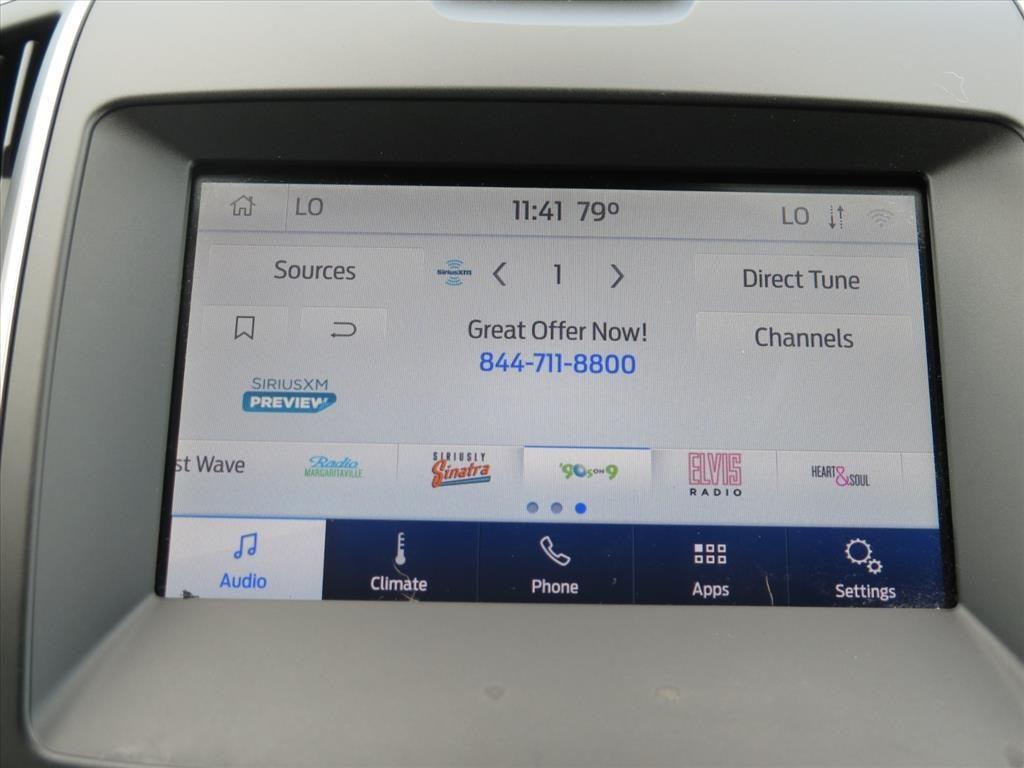 LO 11:41 79° LO
Sources SiriusXM 1 Direct Tune
Great Offer Now! Channels
844-711-8800
SIRIUSXM
PREVIEW
st Wave Radio MARGARITAVILLE SIRIUSLY Sinatra '90s ON 9 ELVIS RADIO HEART & SOUL
Audio Climate Phone Apps Settings